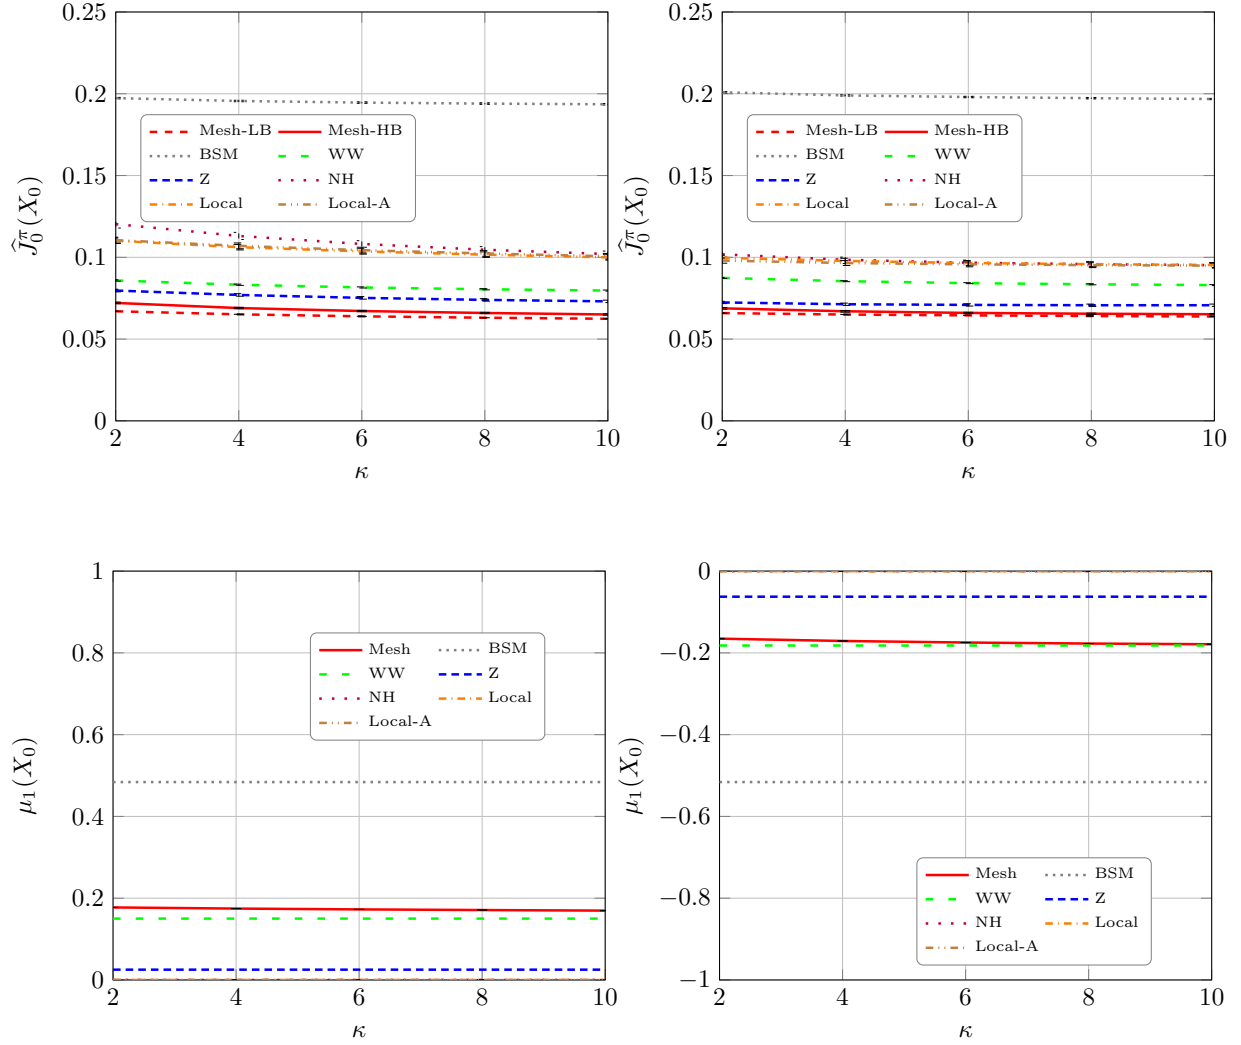 0.25
0.2
0.15
0.1
0.05
0
2 4 6 8 10
κ
Ĵ₀^π(X₀)
Mesh-LB Mesh-HB
BSM WW
Z NH
Local Local-A
0.25
0.2
0.15
0.1
0.05
0
2 4 6 8 10
κ
Ĵ₀^π(X₀)
Mesh-LB Mesh-HB
BSM WW
Z NH
Local Local-A
1
0.8
0.6
0.4
0.2
0
2 4 6 8 10
κ
μ₁(X₀)
Mesh BSM
WW Z
NH Local
Local-A
0
−0.2
−0.4
−0.6
−0.8
−1
2 4 6 8 10
κ
μ₁(X₀)
Mesh BSM
WW Z
NH Local
Local-A